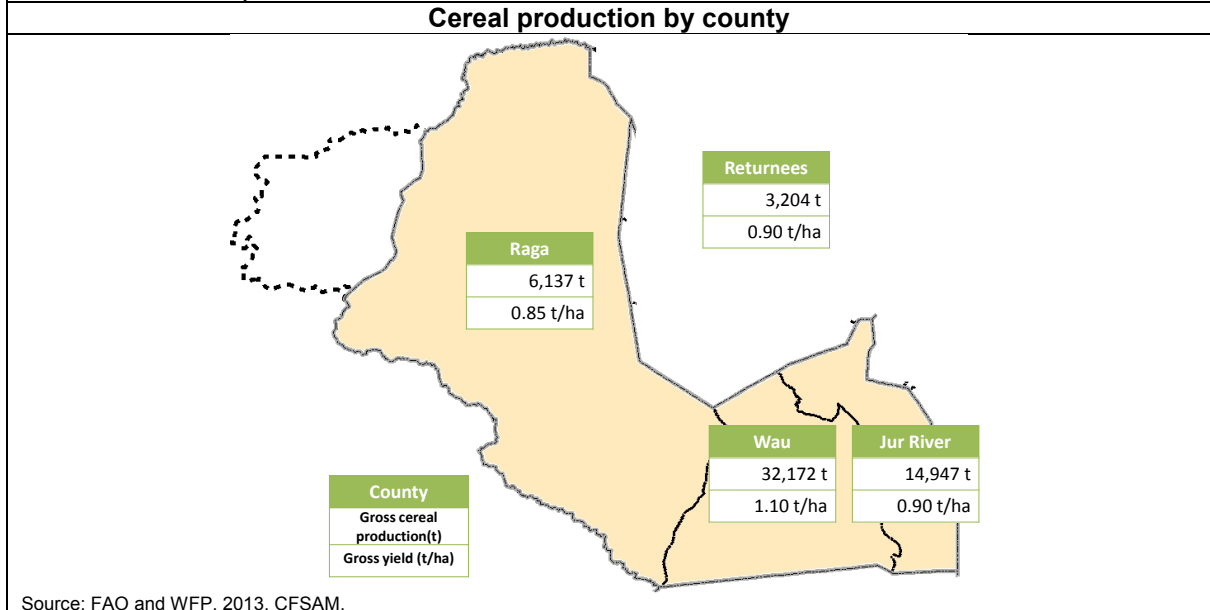 Cereal production by county
Returnees
3,204 t
0.90 t/ha
Raga
6,137 t
0.85 t/ha
Wau
32,172 t
1.10 t/ha
Jur River
14,947 t
0.90 t/ha
County
Gross cereal
production(t)
Gross yield (t/ha)
Source: FAO and WFP, 2013, CFSAM.